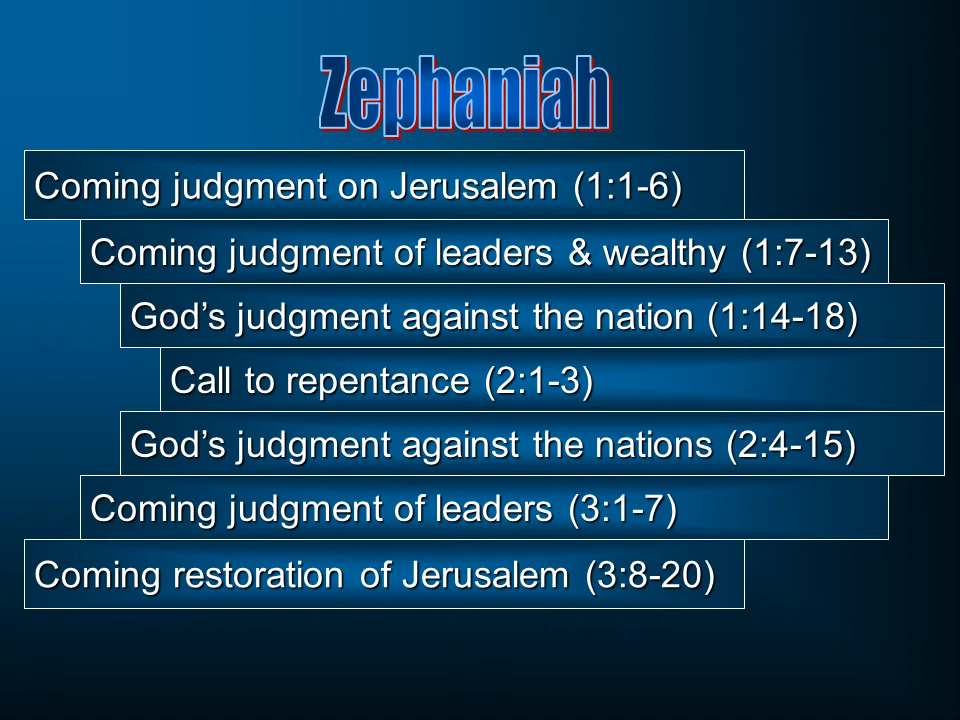 Zephaniah
Coming judgment on Jerusalem (1:1-6)
Coming judgment of leaders & wealthy (1:7-13)
God’s judgment against the nation (1:14-18)
Call to repentance (2:1-3)
God’s judgment against the nations (2:4-15)
Coming judgment of leaders (3:1-7)
Coming restoration of Jerusalem (3:8-20)